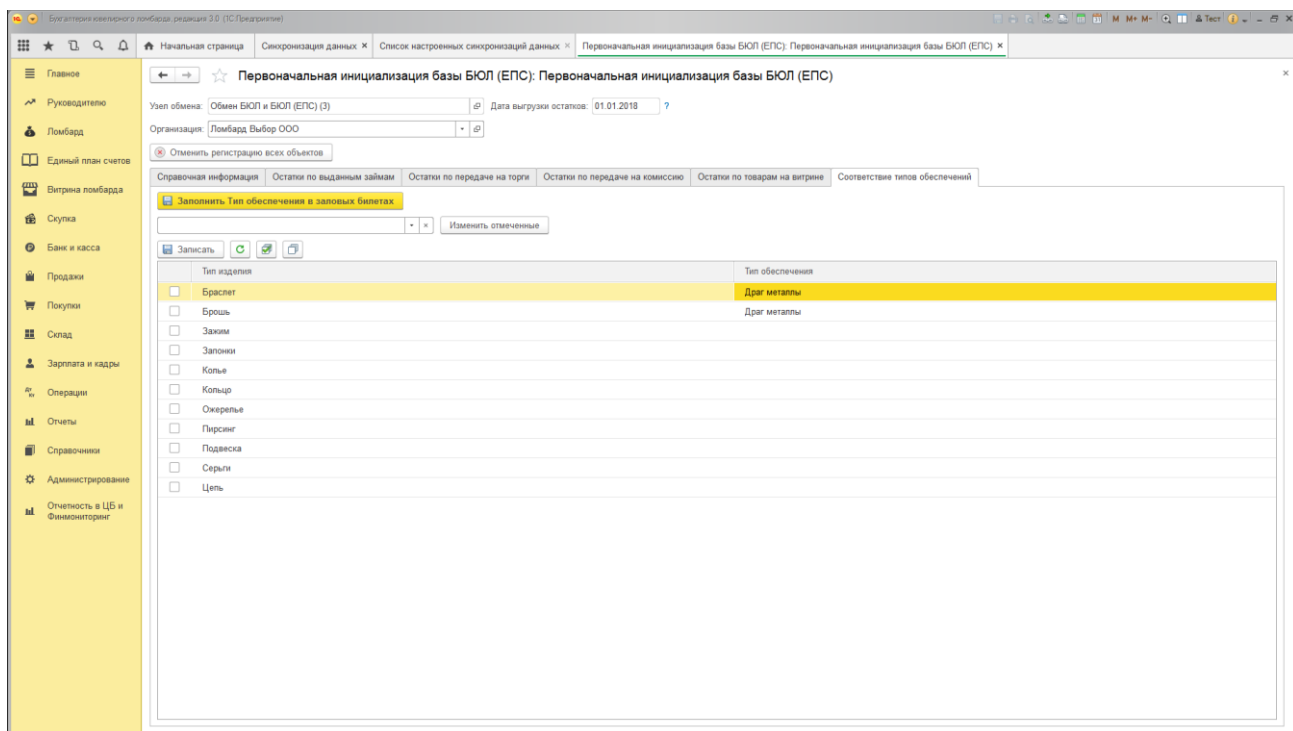 Бухгалтерия ювелирного ломбарда, редакция 3.0 (1С:Предприятие)
M M+ M- Тест
Начальная страница
Синхронизация данных ×
Список настроенных синхронизаций данных ×
Первоначальная инициализация базы БЮЛ (ЕПС): Первоначальная инициализация базы БЮЛ (ЕПС) ×
Главное
Руководителю
Ломбард
Единый план счетов
Витрина ломбарда
Скупка
Банк и касса
Продажи
Покупки
Склад
Зарплата и кадры
Операции
Отчеты
Справочники
Администрирование
Отчетность в ЦБ и
Финмониторинг
Первоначальная инициализация базы БЮЛ (ЕПС): Первоначальная инициализация базы БЮЛ (ЕПС)
Узел обмена: Обмен БЮЛ и БЮЛ (ЕПС) (3) Дата выгрузки остатков: 01.01.2018 ?
Организация: Ломбард Выбор ООО
Отменить регистрацию всех объектов
Справочная информация Остатки по выданным займам Остатки по передаче на торги Остатки по передаче на комиссию Остатки по товарам на витрине Соответствие типов обеспечений
Заполнить Тип обеспечения в заловых билетах
Изменить отмеченные
Записать
Тип изделия Тип обеспечения
Браслет Драг металлы
Брошь Драг металлы
Зажим
Запонки
Колье
Кольцо
Ожерелье
Пирсинг
Подвеска
Серьги
Цепь